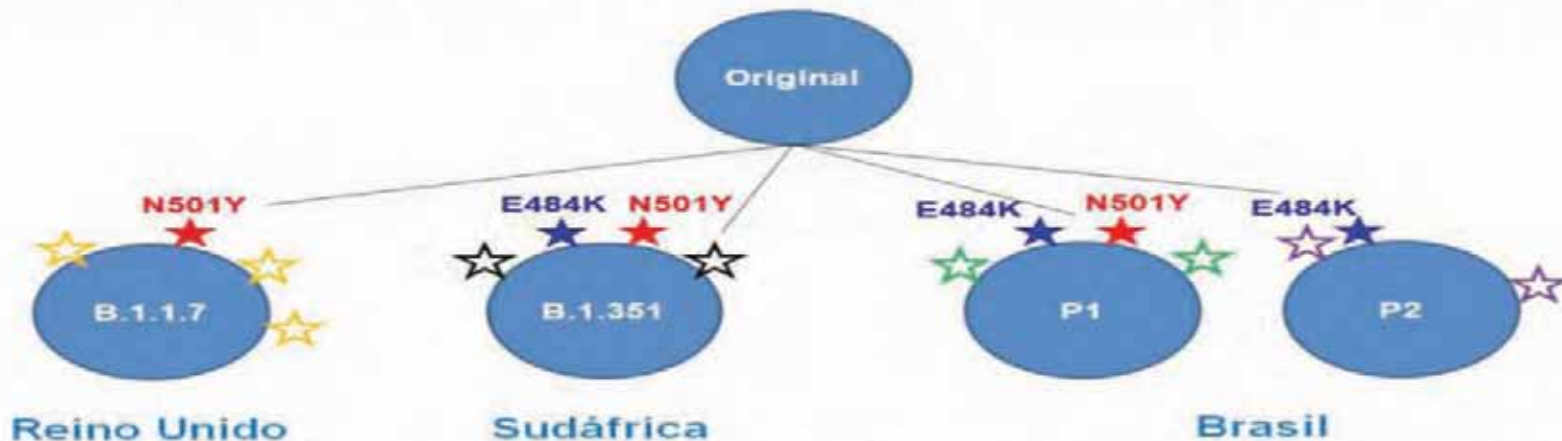 Original
N501Y
E484K N501Y
E484K N501Y E484K
B.1.1.7
B.1.351
P1
P2
Reino Unido
Sudáfrica
Brasil